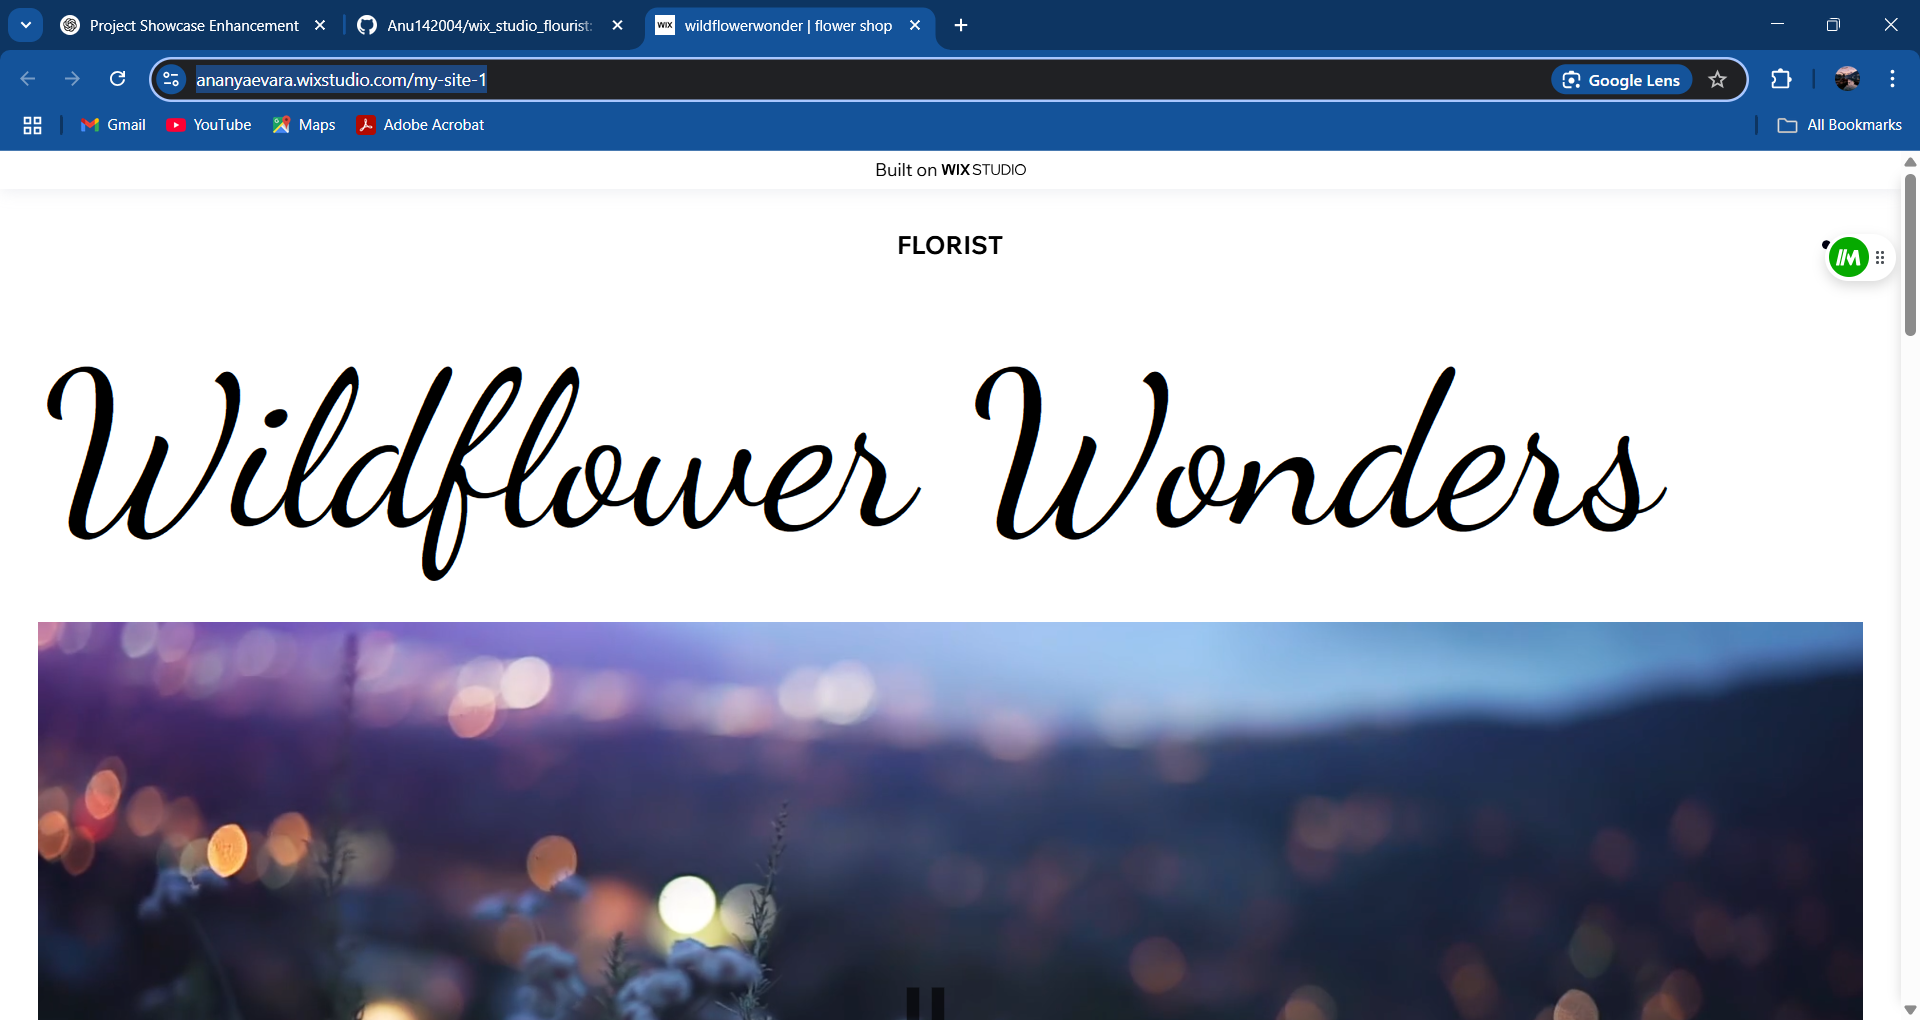 Project Showcase Enhancement
Anu142004/wix_studio_flourist:
WIX wildflowerwonder | flower shop
ananyaevara.wixstudio.com/my-site-1
Google Lens
Gmail
YouTube
Maps
Adobe Acrobat
All Bookmarks
Built on WIX STUDIO
FLORIST
Wildflower Wonders